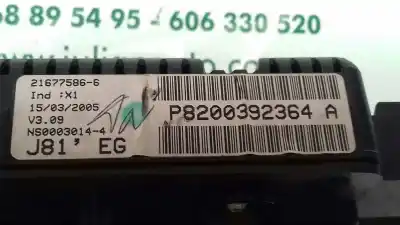 68 89 54 95 - 606 330 520
21677586-6
Ind :X1
15/03/2005
V3.09
NS0003014-4
J81' EG
P8200392364 A